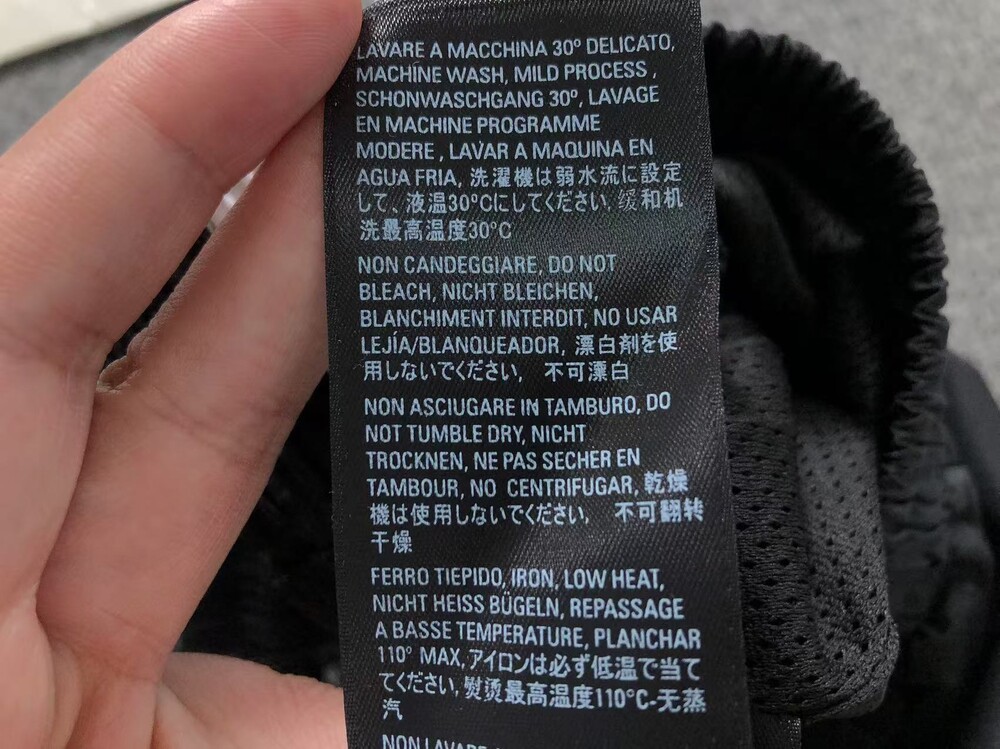 LAVARE A MACCHINA 30° DELICATO,
MACHINE WASH, MILD PROCESS ,
SCHONWASCHGANG 30°, LAVAGE
EN MACHINE PROGRAMME
MODERE , LAVAR A MAQUINA EN
AGUA FRIA, 洗濯機は弱水流に設定
して、液温30°Cにしてください. 缓和机
洗最高温度30°C
NON CANDEGGIARE, DO NOT
BLEACH, NICHT BLEICHEN,
BLANCHIMENT INTERDIT, NO USAR
LEJÍA/BLANQUEADOR, 漂白剤を使
用しないでください, 不可漂白
NON ASCIUGARE IN TAMBURO, DO
NOT TUMBLE DRY, NICHT
TROCKNEN, NE PAS SECHER EN
TAMBOUR, NO CENTRIFUGAR, 乾燥
機は使用しないでください, 不可翻转
干燥
FERRO TIEPIDO, IRON, LOW HEAT,
NICHT HEISS BÜGELN, REPASSAGE
A BASSE TEMPERATURE, PLANCHAR
110° MAX,アイロンは必ず低温で当て
てください,熨烫最高温度110°C-无蒸
汽
NON LAVARE